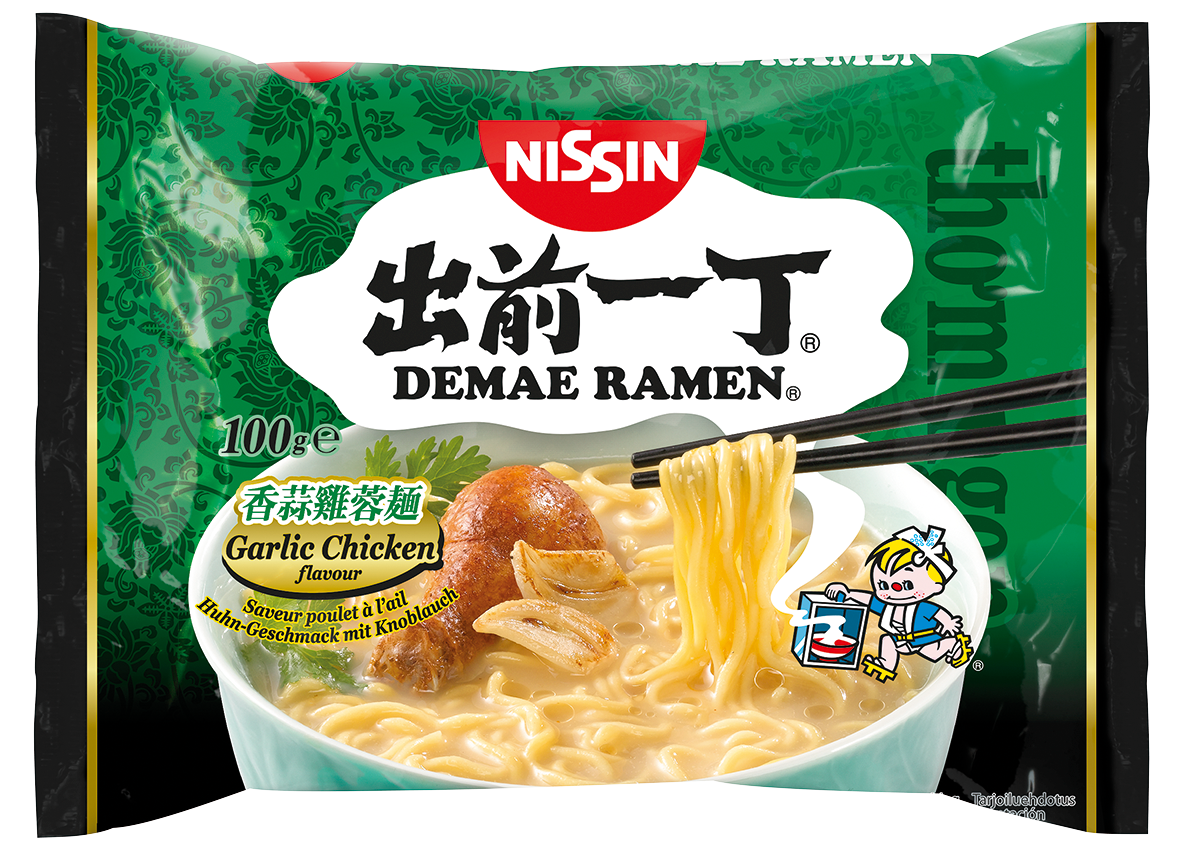 RAMEN
NISSIN
出前一丁®
DEMAE RAMEN®
100g℮
香蒜雞蓉麵
Garlic Chicken
flavour
Saveur poulet à l'ail
Huhn-Geschmack mit Knoblauch
®
Tarjoiluehdotus